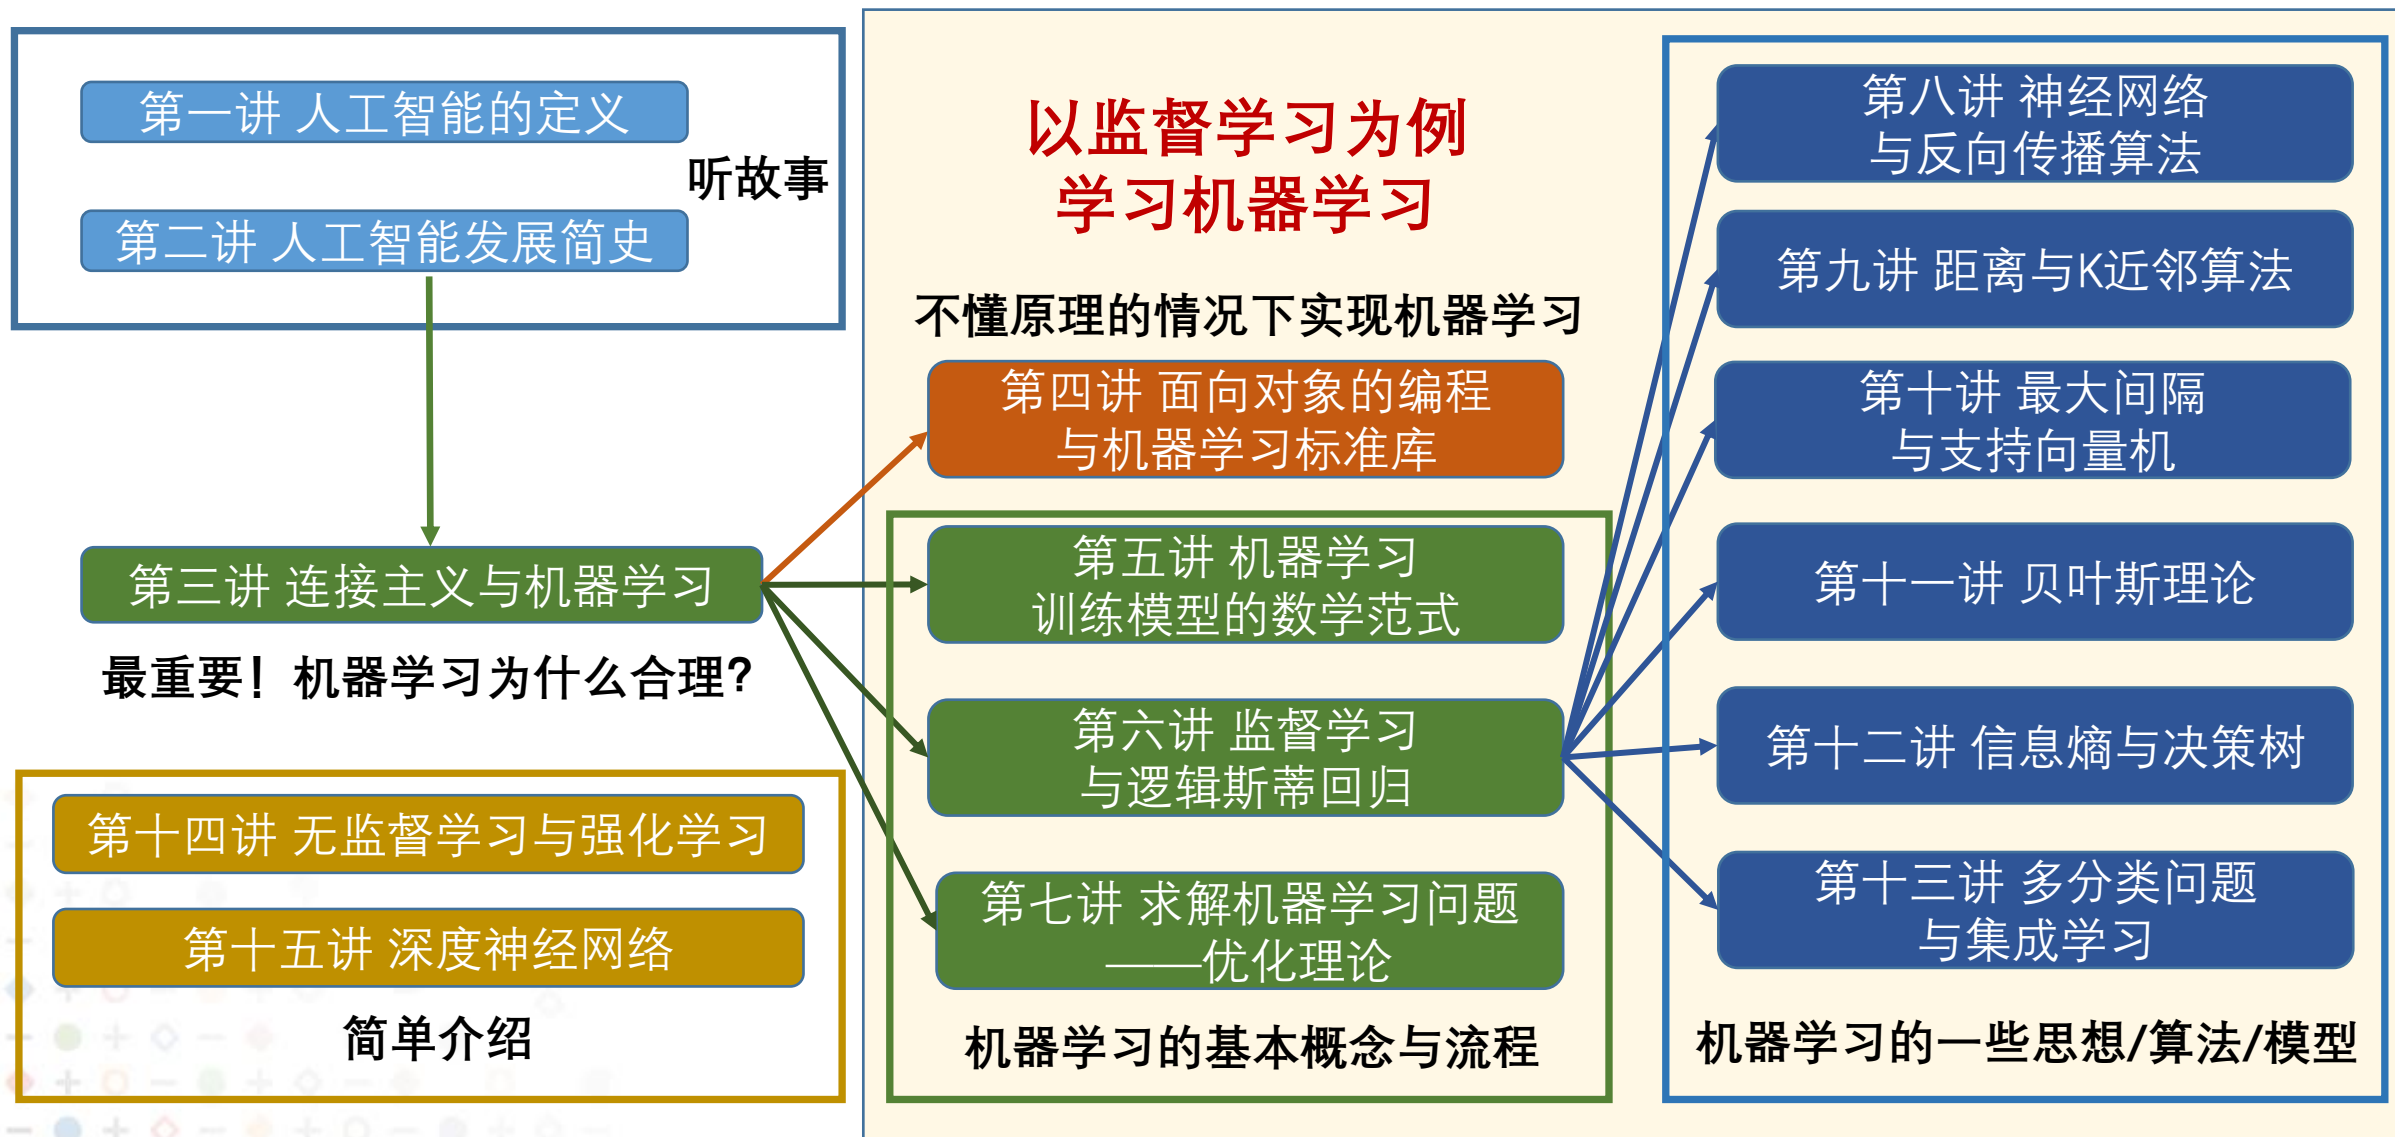 第一讲 人工智能的定义
听故事
第二讲 人工智能发展简史
第三讲 连接主义与机器学习
最重要！机器学习为什么合理?
第十四讲 无监督学习与强化学习
第十五讲 深度神经网络
简单介绍
以监督学习为例
学习机器学习
不懂原理的情况下实现机器学习
第四讲 面向对象的编程
与机器学习标准库
第五讲 机器学习
训练模型的数学范式
第六讲 监督学习
与逻辑斯蒂回归
第七讲 求解机器学习问题
——优化理论
机器学习的基本概念与流程
第八讲 神经网络
与反向传播算法
第九讲 距离与K近邻算法
第十讲 最大间隔
与支持向量机
第十一讲 贝叶斯理论
第十二讲 信息熵与决策树
第十三讲 多分类问题
与集成学习
机器学习的一些思想/算法/模型